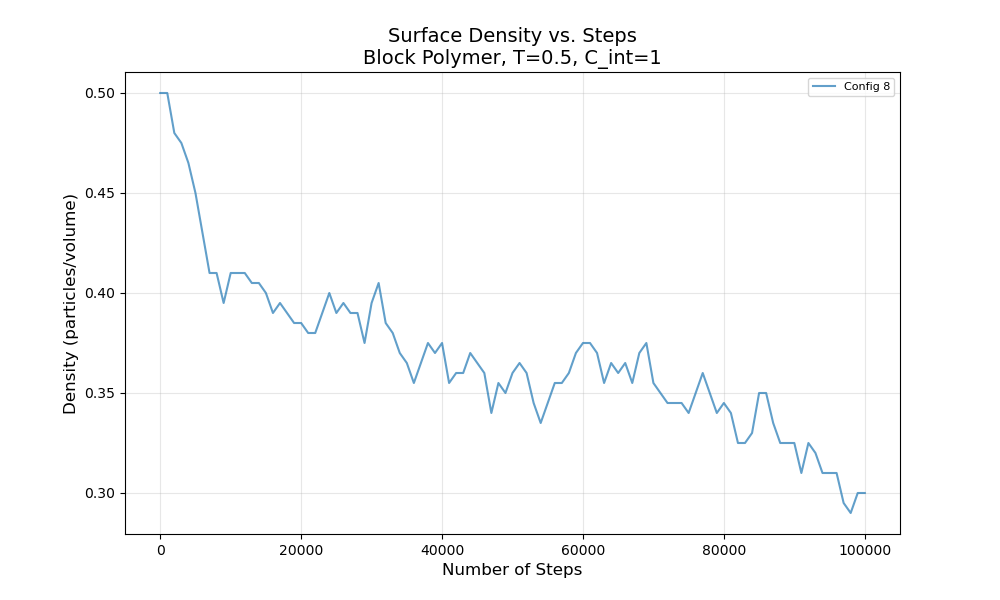 Surface Density vs. Steps
Block Polymer, T=0.5, C_int=1
Config 8
Density (particles/volume)
0.50
0.45
0.40
0.35
0.30
0 20000 40000 60000 80000 100000
Number of Steps